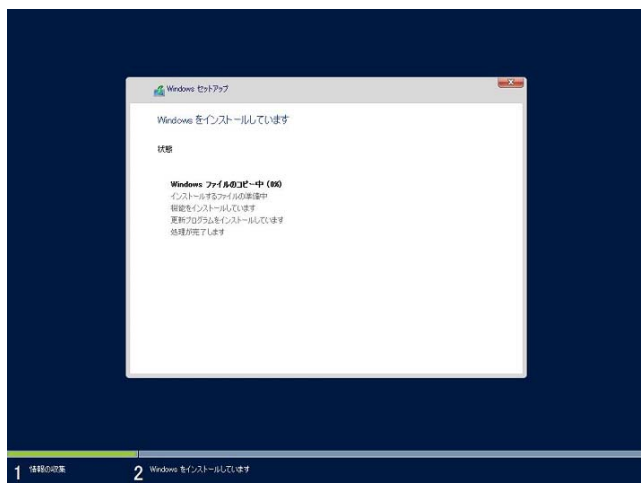 Windows セットアップ
Windows をインストールしています
状態
Windows ファイルのコピー中 (0%)
インストールするファイルの準備中
機能をインストールしています
更新プログラムをインストールしています
処理が完了します
1 情報の収集
2 Windows をインストールしています